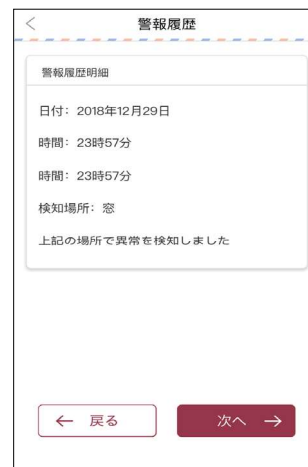 警報履歴
警報履歴明細
日付：2018年12月29日
時間：23時57分
時間：23時57分
検知場所：窓
上記の場所で異常を検知しました
← 戻る
次へ →